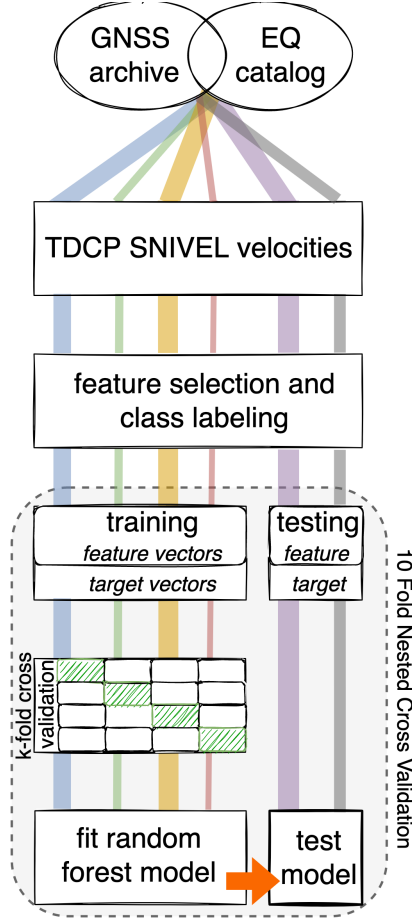 GNSS
archive
EQ
catalog
TDCP SNIVEL velocities
feature selection and
class labeling
training
feature vectors
target vectors
testing
feature
target
k-fold cross
validation
fit random
forest model
test
model
10 Fold Nested Cross Validation